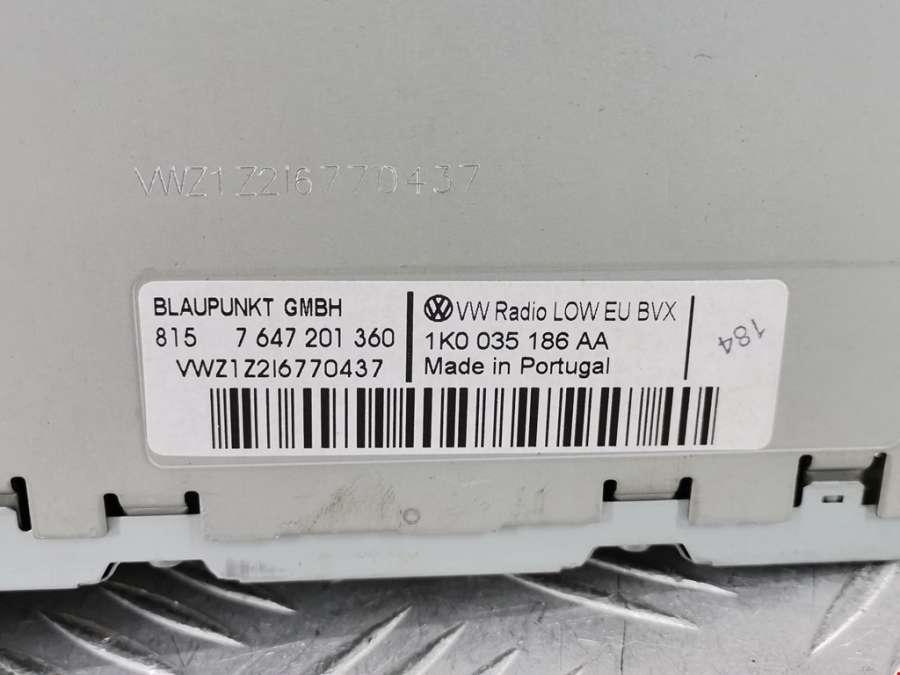 VWZ1Z2I6770437
BLAUPUNKT GMBH
815 7 647 201 360
VWZ1Z2I6770437
VW Radio LOW EU BVX
1K0 035 186 AA
Made in Portugal
184